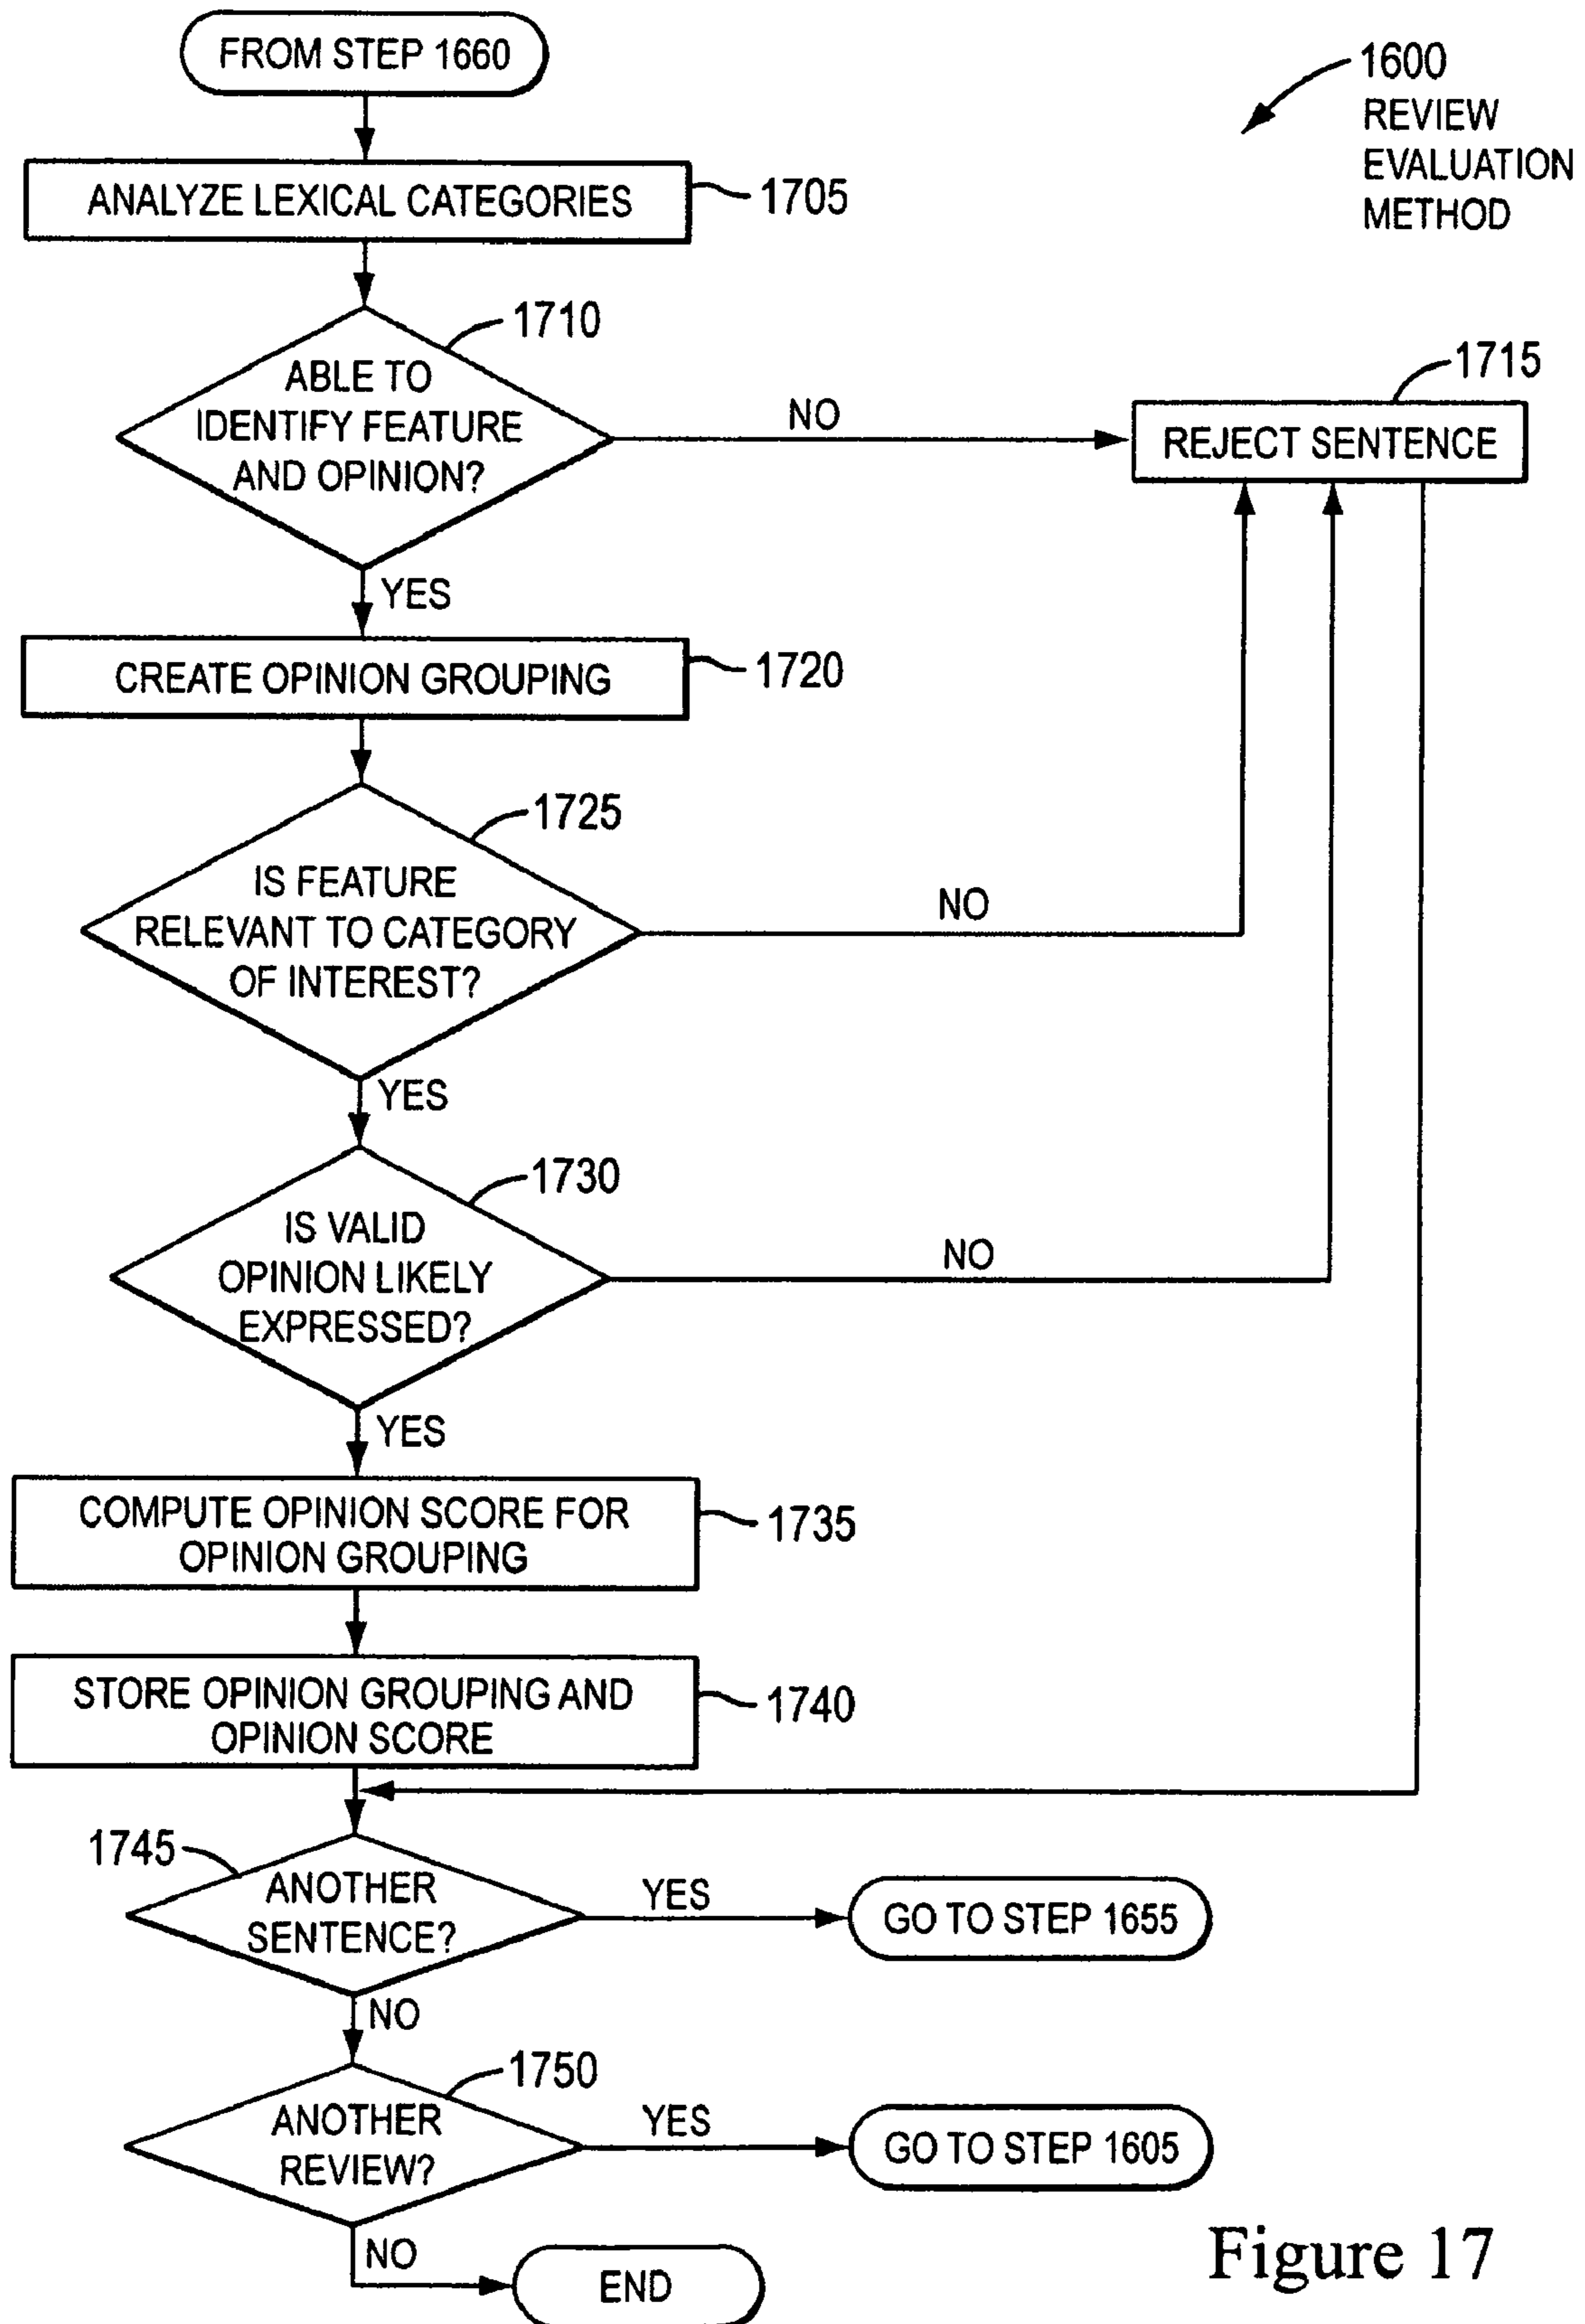 FROM STEP 1660
1600
REVIEW
EVALUATION
METHOD
ANALYZE LEXICAL CATEGORIES
1705
1710
ABLE TO
IDENTIFY FEATURE
AND OPINION?
NO
1715
REJECT SENTENCE
YES
CREATE OPINION GROUPING
1720
1725
IS FEATURE
RELEVANT TO CATEGORY
OF INTEREST?
NO
YES
1730
IS VALID
OPINION LIKELY
EXPRESSED?
NO
YES
COMPUTE OPINION SCORE FOR
OPINION GROUPING
1735
STORE OPINION GROUPING AND
OPINION SCORE
1740
1745
ANOTHER
SENTENCE?
YES
GO TO STEP 1655
NO
1750
ANOTHER
REVIEW?
YES
GO TO STEP 1605
NO
END
Figure 17